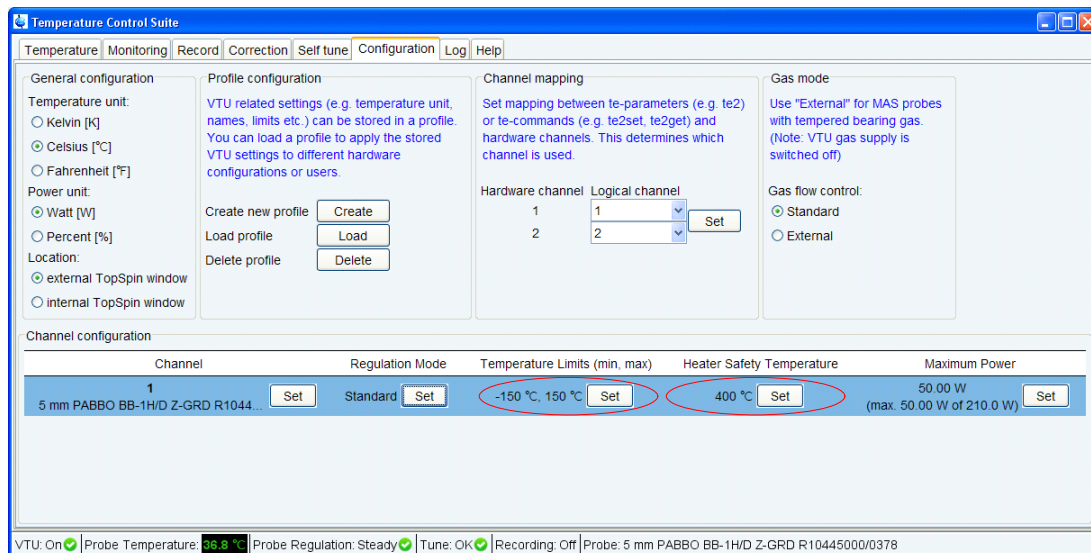 Temperature Control Suite
Temperature Monitoring Record Correction Self tune Configuration Log Help
General configuration
Temperature unit:
Kelvin [K]
Celsius [°C]
Fahrenheit [°F]
Power unit:
Watt [W]
Percent [%]
Location:
external TopSpin window
internal TopSpin window
Profile configuration
VTU related settings (e.g. temperature unit,
names, limits etc.) can be stored in a profile.
You can load a profile to apply the stored
VTU settings to different hardware
configurations or users.
Create new profile Create
Load profile Load
Delete profile Delete
Channel mapping
Set mapping between te-parameters (e.g. te2)
or te-commands (e.g. te2set, te2get) and
hardware channels. This determines which
channel is used.
Hardware channel Logical channel
1 1
2 2
Set
Gas mode
Use "External" for MAS probes
with tempered bearing gas.
(Note: VTU gas supply is
switched off)
Gas flow control:
Standard
External
Channel configuration
Channel Regulation Mode Temperature Limits (min, max) Heater Safety Temperature Maximum Power
1
5 mm PABBO BB-1H/D Z-GRD R1044... Set
Standard Set
-150 °C, 150 °C Set
400 °C Set
50.00 W
(max. 50.00 W of 210.0 W) Set
VTU: On Probe Temperature: 36.8 °C Probe Regulation: Steady Tune: OK Recording: Off Probe: 5 mm PABBO BB-1H/D Z-GRD R10445000/0378